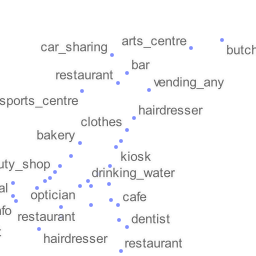 arts_centre
car_sharing
butch
bar
restaurant
vending_any
sports_centre
hairdresser
clothes
bakery
kiosk
uty_shop
drinking_water
al
optician
cafe
nfo
restaurant
dentist
hairdresser
restaurant